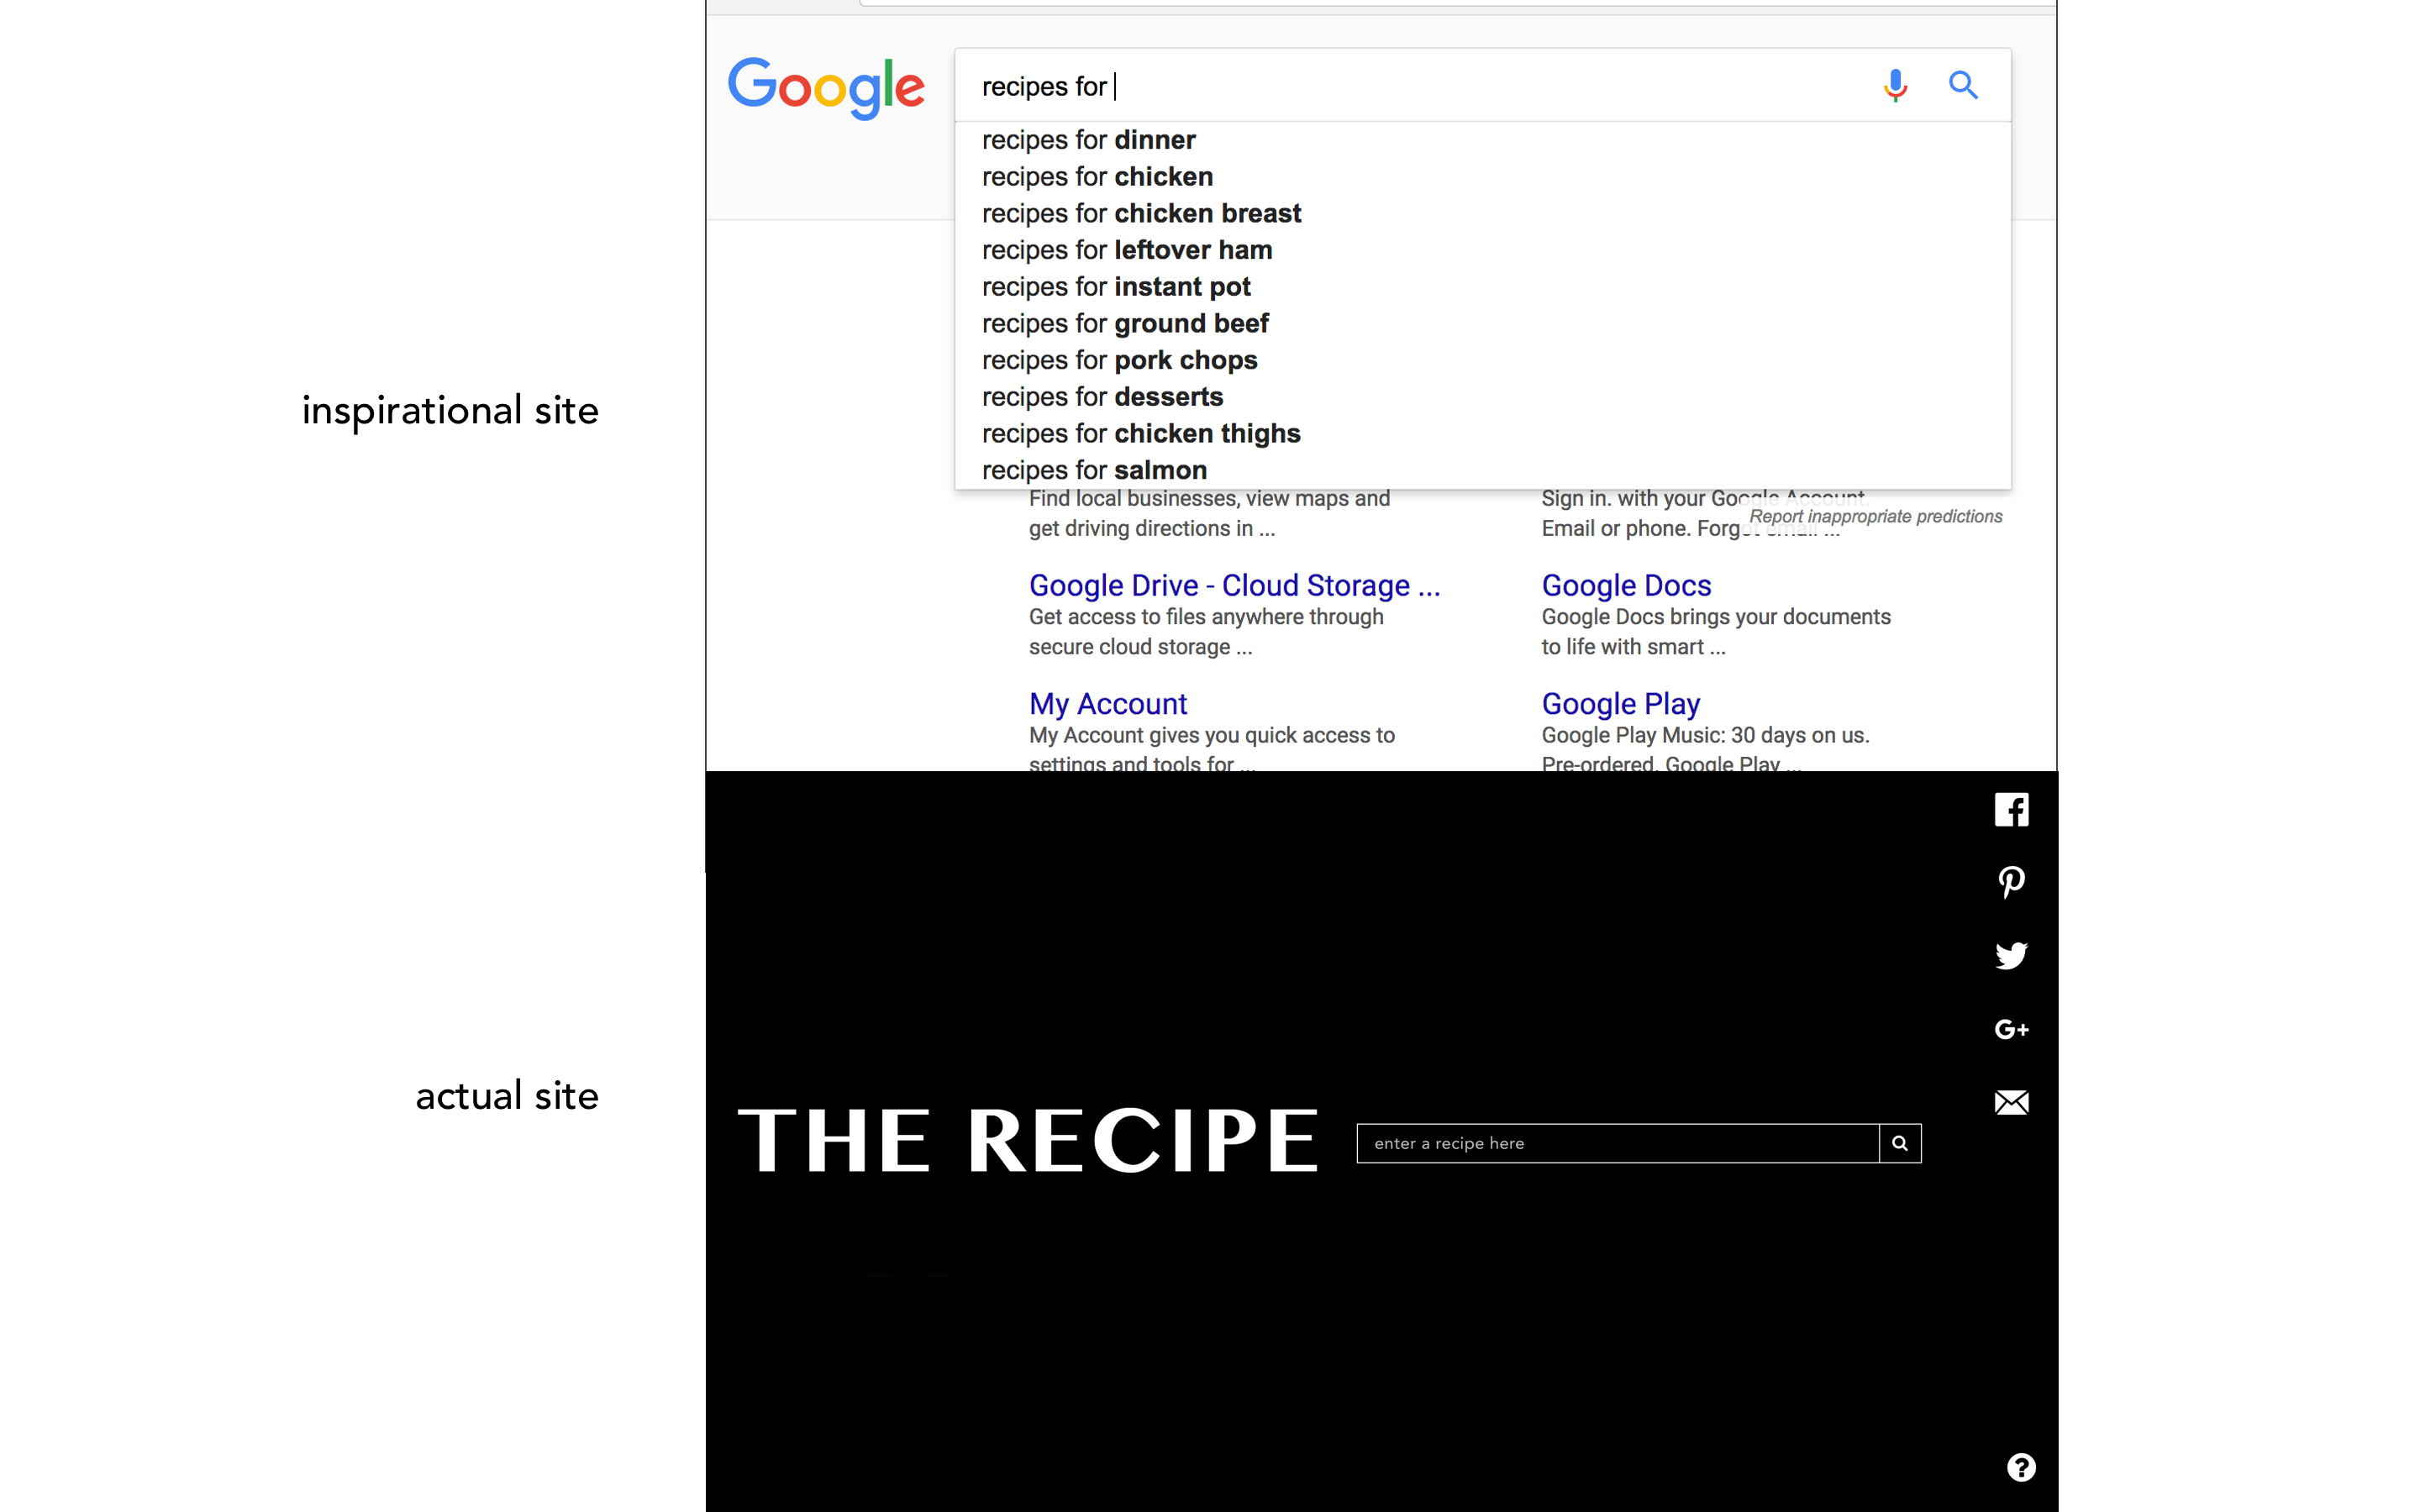 Google
recipes for
recipes for dinner
recipes for chicken
recipes for chicken breast
recipes for leftover ham
recipes for instant pot
recipes for ground beef
recipes for pork chops
recipes for desserts
recipes for chicken thighs
recipes for salmon
Report inappropriate predictions
Find local businesses, view maps and
get driving directions in ...
Sign in. with your Google Account.
Email or phone. Forgot email ...
Google Drive - Cloud Storage ...
Get access to files anywhere through
secure cloud storage ...
Google Docs
Google Docs brings your documents
to life with smart ...
My Account
My Account gives you quick access to
settings and tools for ...
Google Play
Google Play Music: 30 days on us.
Pre-ordered. Google Play ...
inspirational site
actual site
THE RECIPE
enter a recipe here
G+
?